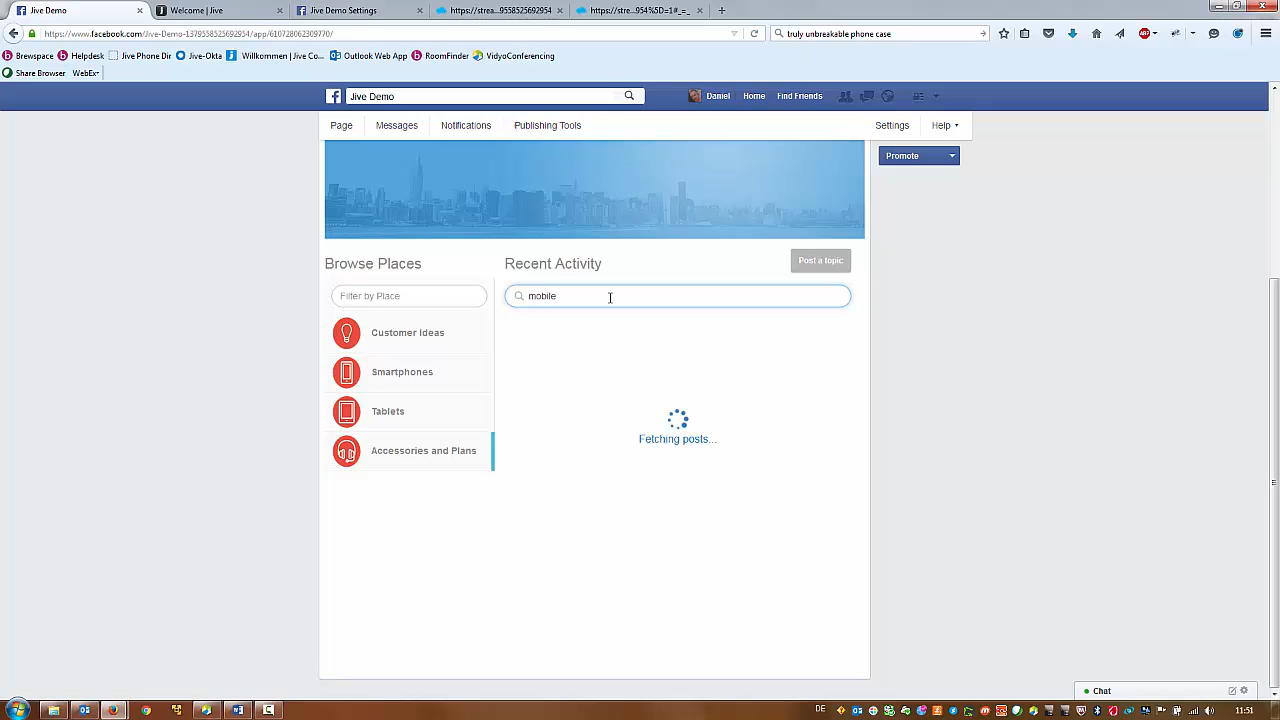 Jive Demo
Welcome | Jive
Jive Demo Settings
https://strea...9558525692954
https://stre...954%5D=1#_=_
https://www.facebook.com/Jive-Demo-1379558525692954/app/610728062309770/
truly unbreakable phone case
Brewspace
Helpdesk
Jive Phone Dir
Jive-Okta
Willkommen | Jive Co...
Outlook Web App
RoomFinder
VidyoConferencing
Share Browser
WebEx
Jive Demo
Daniel
Home
Find Friends
Page
Messages
Notifications
Publishing Tools
Settings
Help
Promote
Browse Places
Recent Activity
Post a topic
Filter by Place
mobile
Customer Ideas
Smartphones
Tablets
Accessories and Plans
Fetching posts...
Chat
DE
11:51